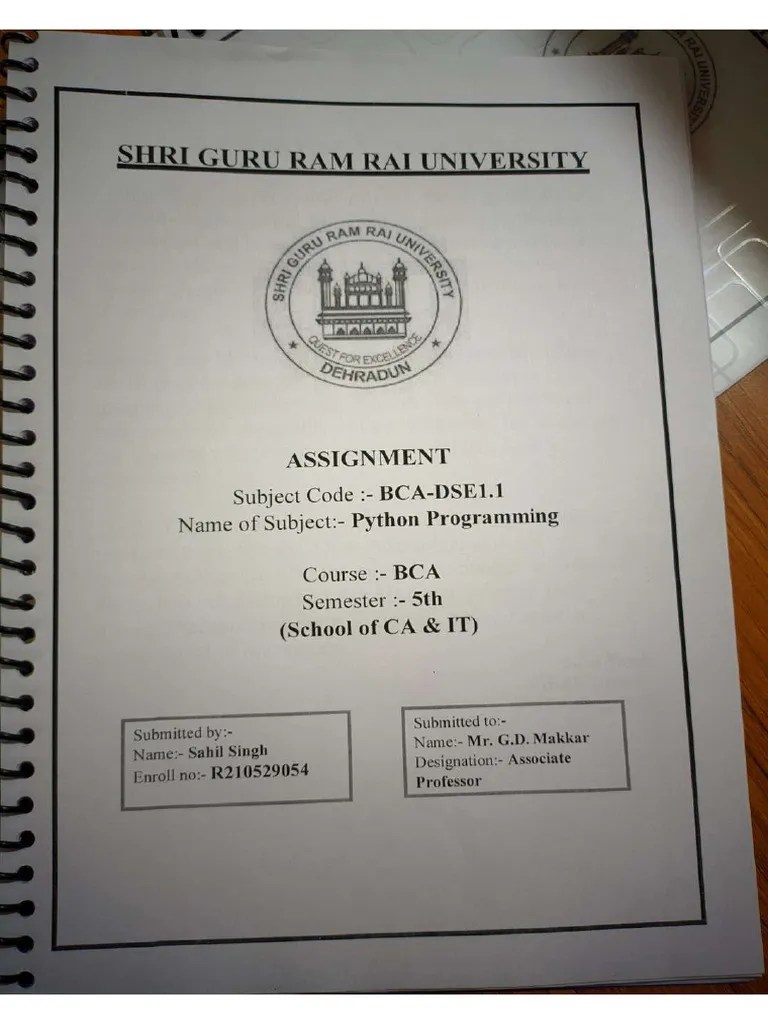 SHRI GURU RAM RAI UNIVERSITY
SHRI GURU RAM RAI UNIVERSITY
QUEST FOR EXCELLENCE
DEHRADUN
ASSIGNMENT
Subject Code :- BCA-DSE1.1
Name of Subject:- Python Programming
Course :- BCA
Semester :- 5th
(School of CA & IT)
Submitted by:-
Name:- Sahil Singh
Enroll no:- R210529054
Submitted to:-
Name:- Mr. G.D. Makkar
Designation:- Associate
Professor
RAI UNIVERSITY